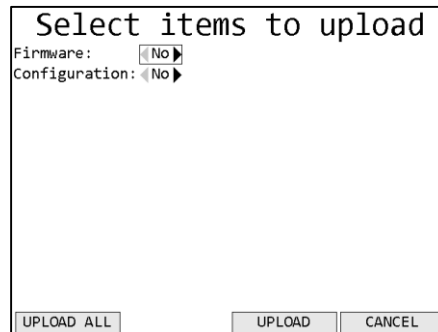 Select items to upload
Firmware: No
Configuration: No
UPLOAD ALL UPLOAD CANCEL